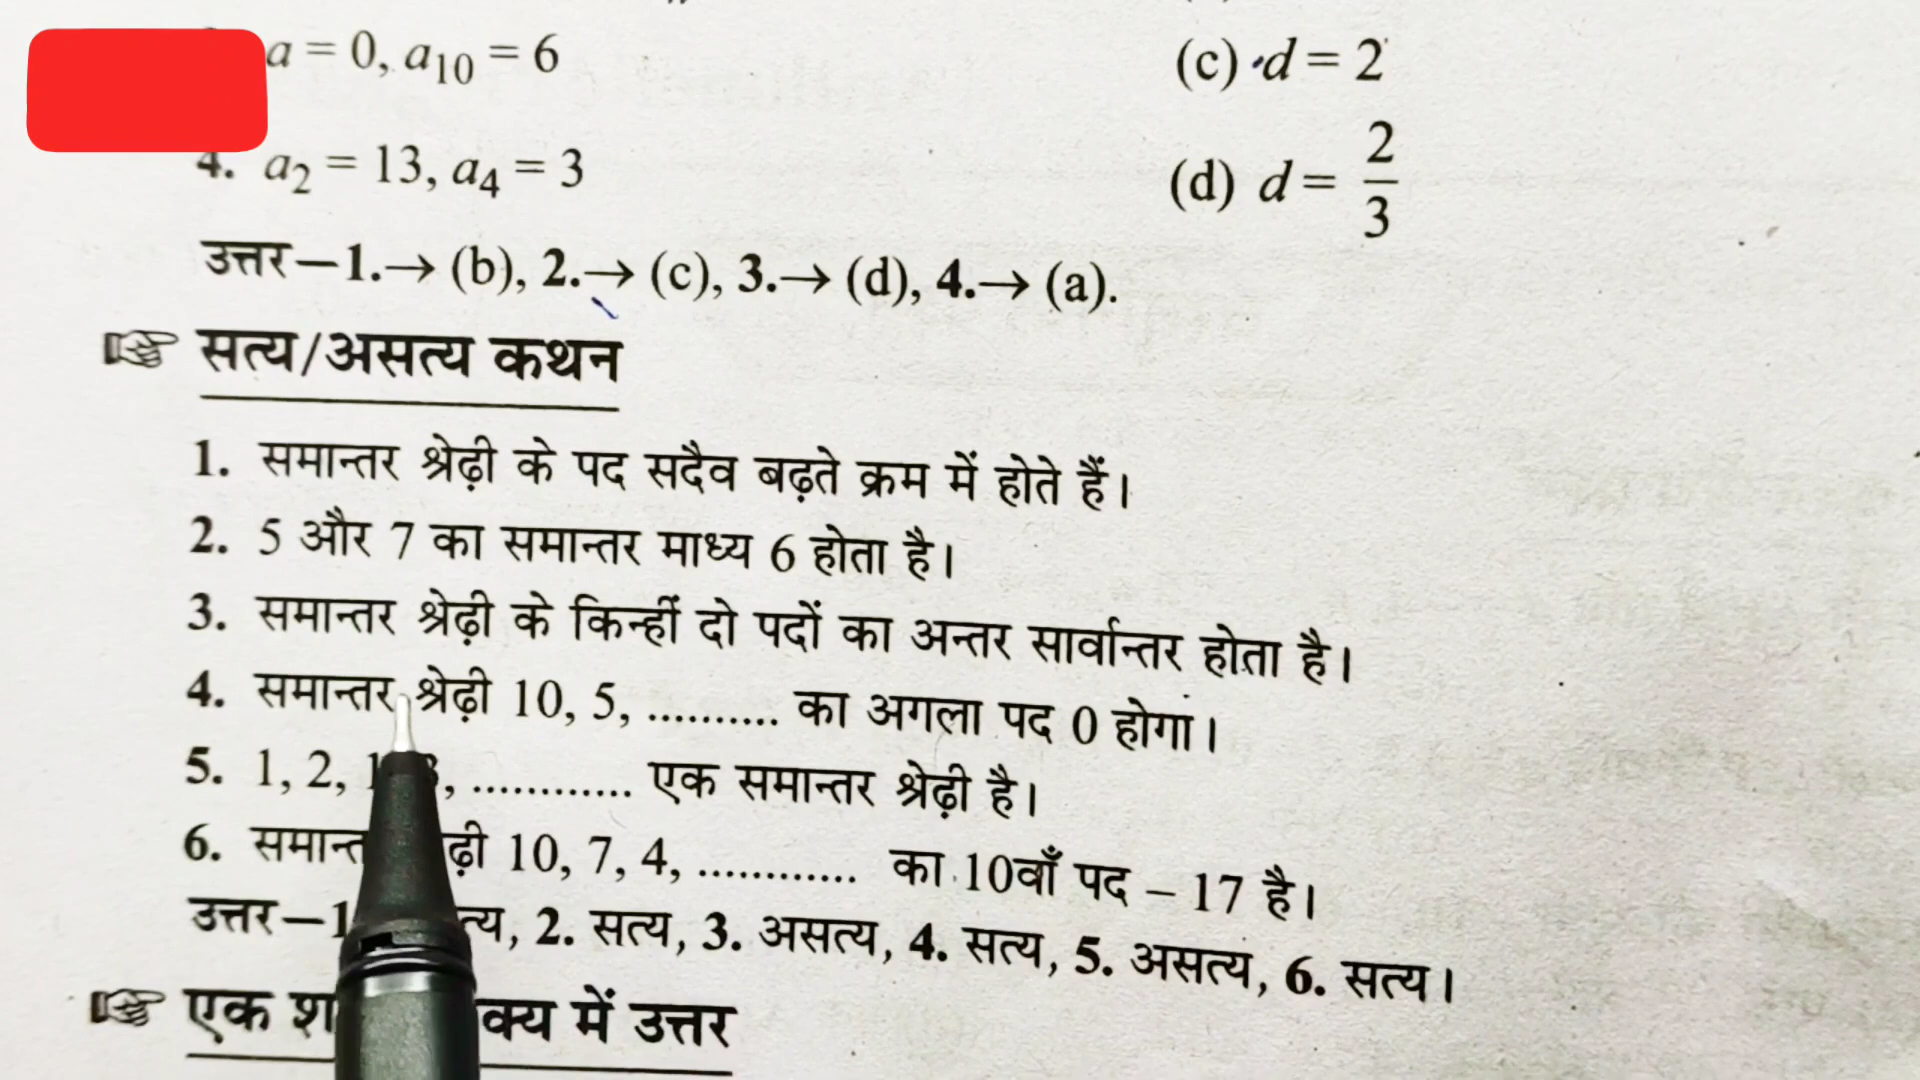 a = 0, a₁₀ = 6
(c) d = 2
4. a₂ = 13, a₄ = 3
(d) d = 2/3
उत्तर—1.→ (b), 2.→ (c), 3.→ (d), 4.→ (a).
सत्य/असत्य कथन
1. समान्तर श्रेढ़ी के पद सदैव बढ़ते क्रम में होते हैं।
2. 5 और 7 का समान्तर माध्य 6 होता है।
3. समान्तर श्रेढ़ी के किन्हीं दो पदों का अन्तर सार्वान्तर होता है।
4. समान्तर श्रेढ़ी 10, 5, .......... का अगला पद 0 होगा।
5. 1, 2, ............ एक समान्तर श्रेढ़ी है।
6. 10, 7, 4, ............ का 10वाँ पद – 17 है।
उत्तर—1 2. सत्य, 3. असत्य, 4. सत्य, 5. असत्य, 6. सत्य।
एक में उत्तर